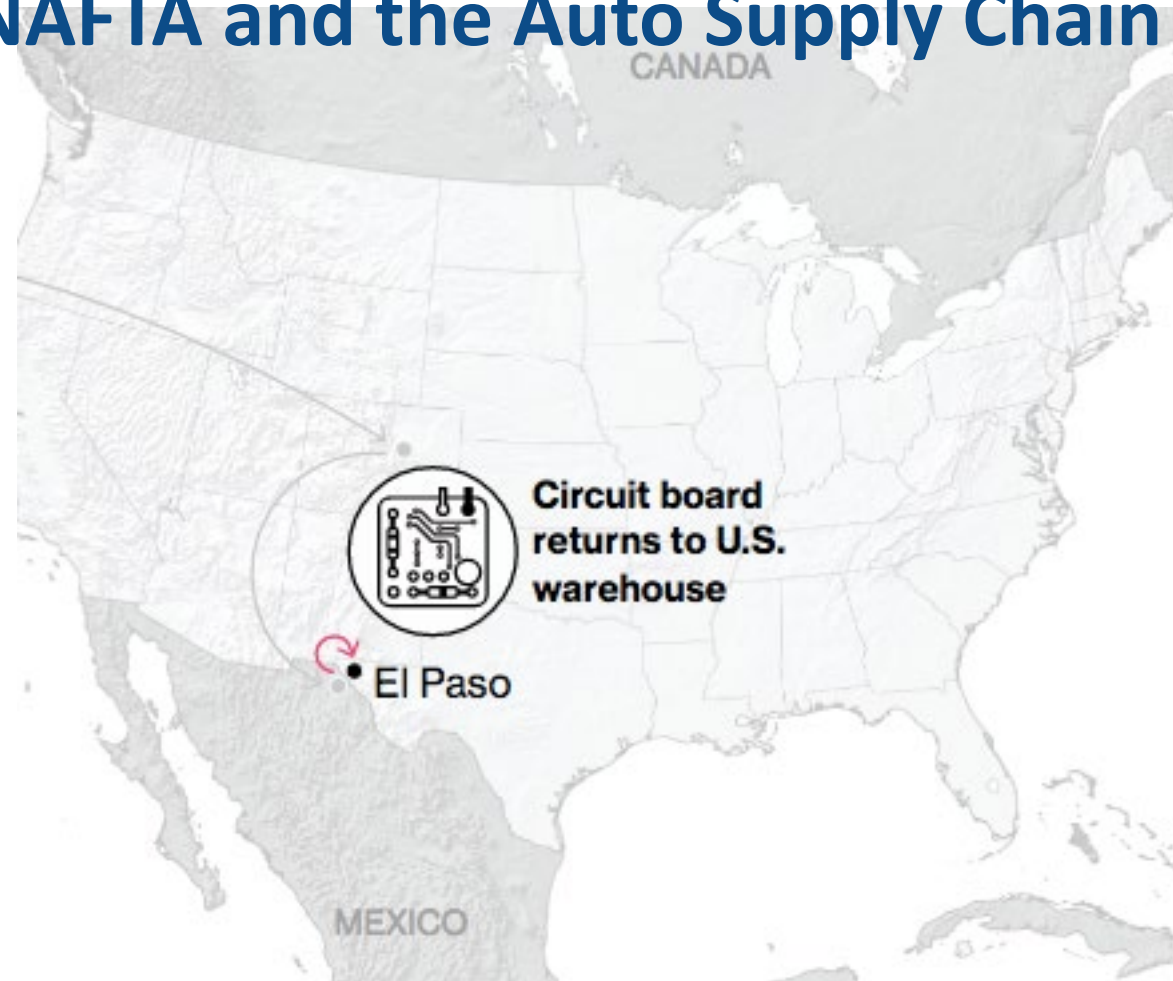 NAFTA and the Auto Supply Chain
CANADA
Circuit board
returns to U.S.
warehouse
El Paso
MEXICO